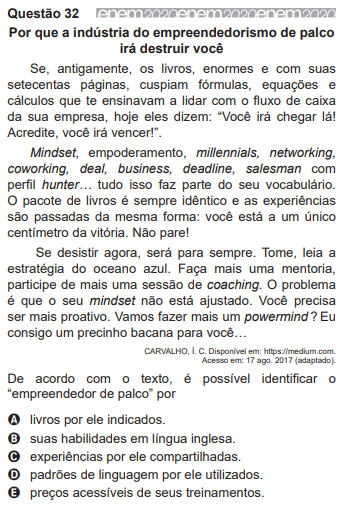 Questão 32 enem2020enem2020enem2020
Por que a indústria do empreendedorismo de palco
irá destruir você
Se, antigamente, os livros, enormes e com suas
setecentas páginas, cuspiam fórmulas, equações e
cálculos que te ensinavam a lidar com o fluxo de caixa
da sua empresa, hoje eles dizem: “Você irá chegar lá!
Acredite, você irá vencer!”.
Mindset, empoderamento, millennials, networking,
coworking, deal, business, deadline, salesman com
perfil hunter… tudo isso faz parte do seu vocabulário.
O pacote de livros é sempre idêntico e as experiências
são passadas da mesma forma: você está a um único
centímetro da vitória. Não pare!
Se desistir agora, será para sempre. Tome, leia a
estratégia do oceano azul. Faça mais uma mentoria,
participe de mais uma sessão de coaching. O problema
é que o seu mindset não está ajustado. Você precisa
ser mais proativo. Vamos fazer mais um powermind? Eu
consigo um precinho bacana para você…
CARVALHO, Í. C. Disponível em: https://medium.com.
Acesso em: 17 ago. 2017 (adaptado).
De acordo com o texto, é possível identificar o
“empreendedor de palco” por
A livros por ele indicados.
B suas habilidades em língua inglesa.
C experiências por ele compartilhadas.
D padrões de linguagem por ele utilizados.
E preços acessíveis de seus treinamentos.